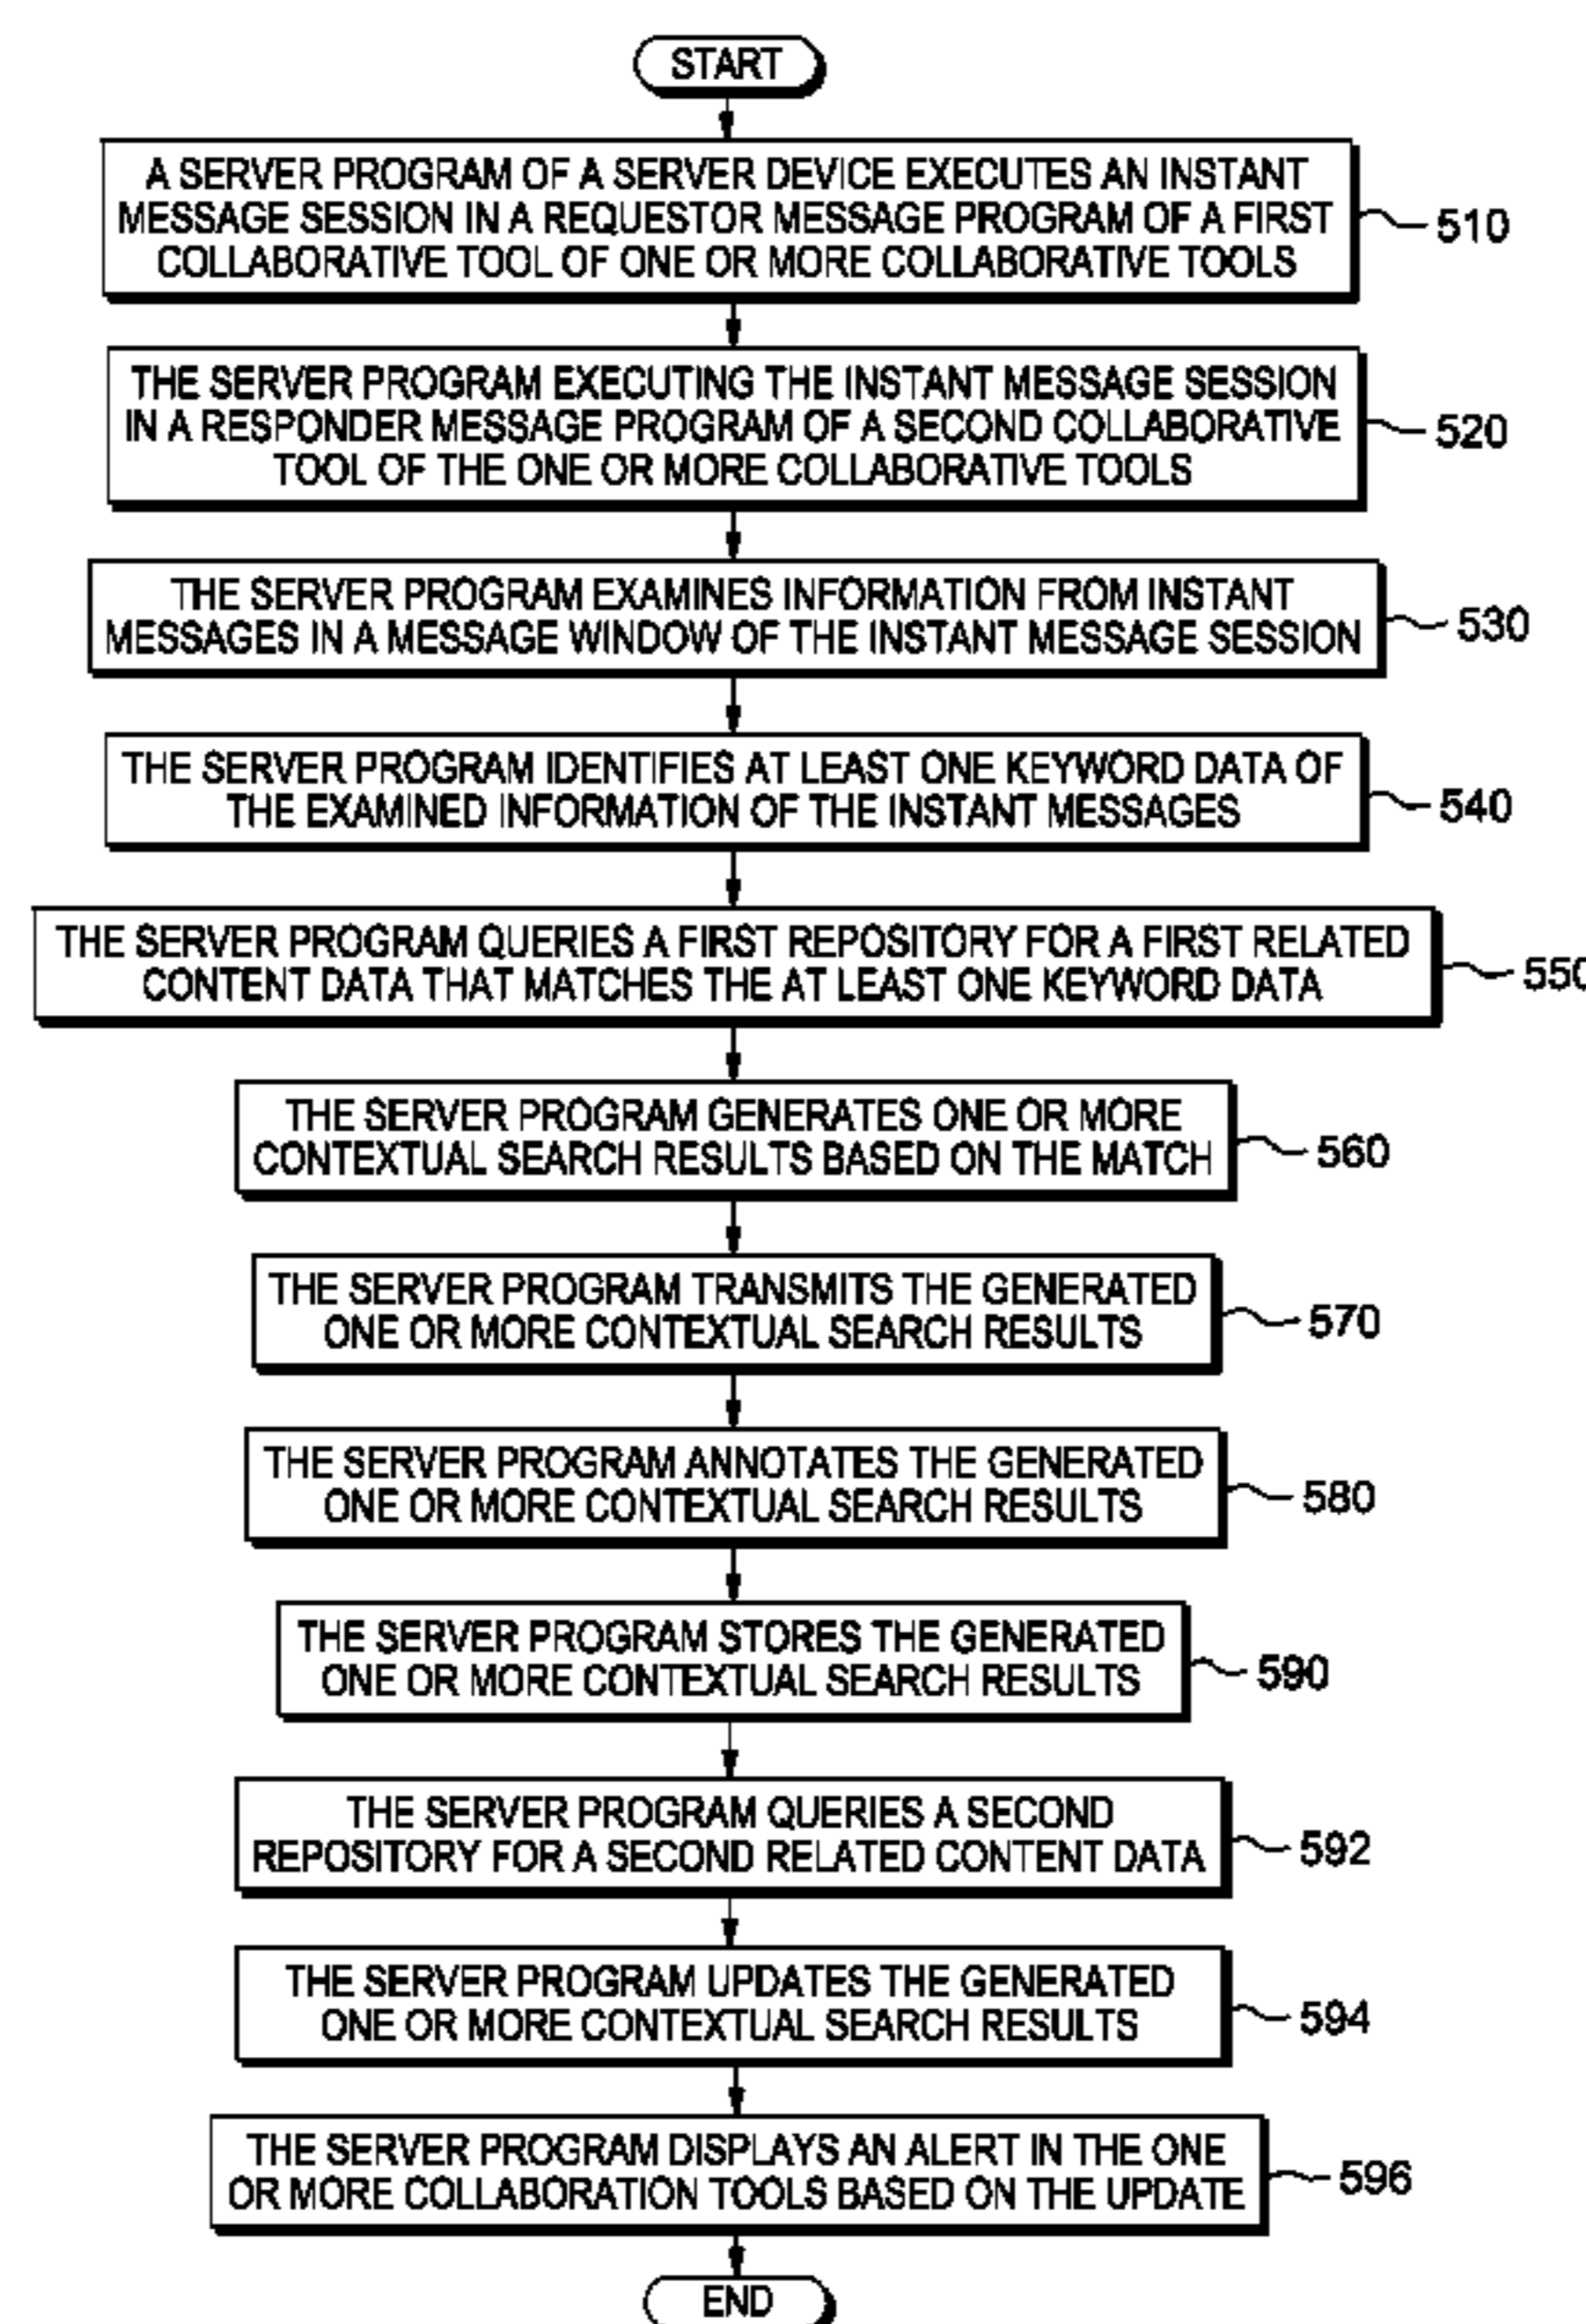 START
A SERVER PROGRAM OF A SERVER DEVICE EXECUTES AN INSTANT
MESSAGE SESSION IN A REQUESTOR MESSAGE PROGRAM OF A FIRST
COLLABORATIVE TOOL OF ONE OR MORE COLLABORATIVE TOOLS
510
THE SERVER PROGRAM EXECUTING THE INSTANT MESSAGE SESSION
IN A RESPONDER MESSAGE PROGRAM OF A SECOND COLLABORATIVE
TOOL OF THE ONE OR MORE COLLABORATIVE TOOLS
520
THE SERVER PROGRAM EXAMINES INFORMATION FROM INSTANT
MESSAGES IN A MESSAGE WINDOW OF THE INSTANT MESSAGE SESSION
530
THE SERVER PROGRAM IDENTIFIES AT LEAST ONE KEYWORD DATA OF
THE EXAMINED INFORMATION OF THE INSTANT MESSAGES
540
THE SERVER PROGRAM QUERIES A FIRST REPOSITORY FOR A FIRST RELATED
CONTENT DATA THAT MATCHES THE AT LEAST ONE KEYWORD DATA
550
THE SERVER PROGRAM GENERATES ONE OR MORE
CONTEXTUAL SEARCH RESULTS BASED ON THE MATCH
560
THE SERVER PROGRAM TRANSMITS THE GENERATED
ONE OR MORE CONTEXTUAL SEARCH RESULTS
570
THE SERVER PROGRAM ANNOTATES THE GENERATED
ONE OR MORE CONTEXTUAL SEARCH RESULTS
580
THE SERVER PROGRAM STORES THE GENERATED
ONE OR MORE CONTEXTUAL SEARCH RESULTS
590
THE SERVER PROGRAM QUERIES A SECOND
REPOSITORY FOR A SECOND RELATED CONTENT DATA
592
THE SERVER PROGRAM UPDATES THE GENERATED
ONE OR MORE CONTEXTUAL SEARCH RESULTS
594
THE SERVER PROGRAM DISPLAYS AN ALERT IN THE ONE
OR MORE COLLABORATION TOOLS BASED ON THE UPDATE
596
END